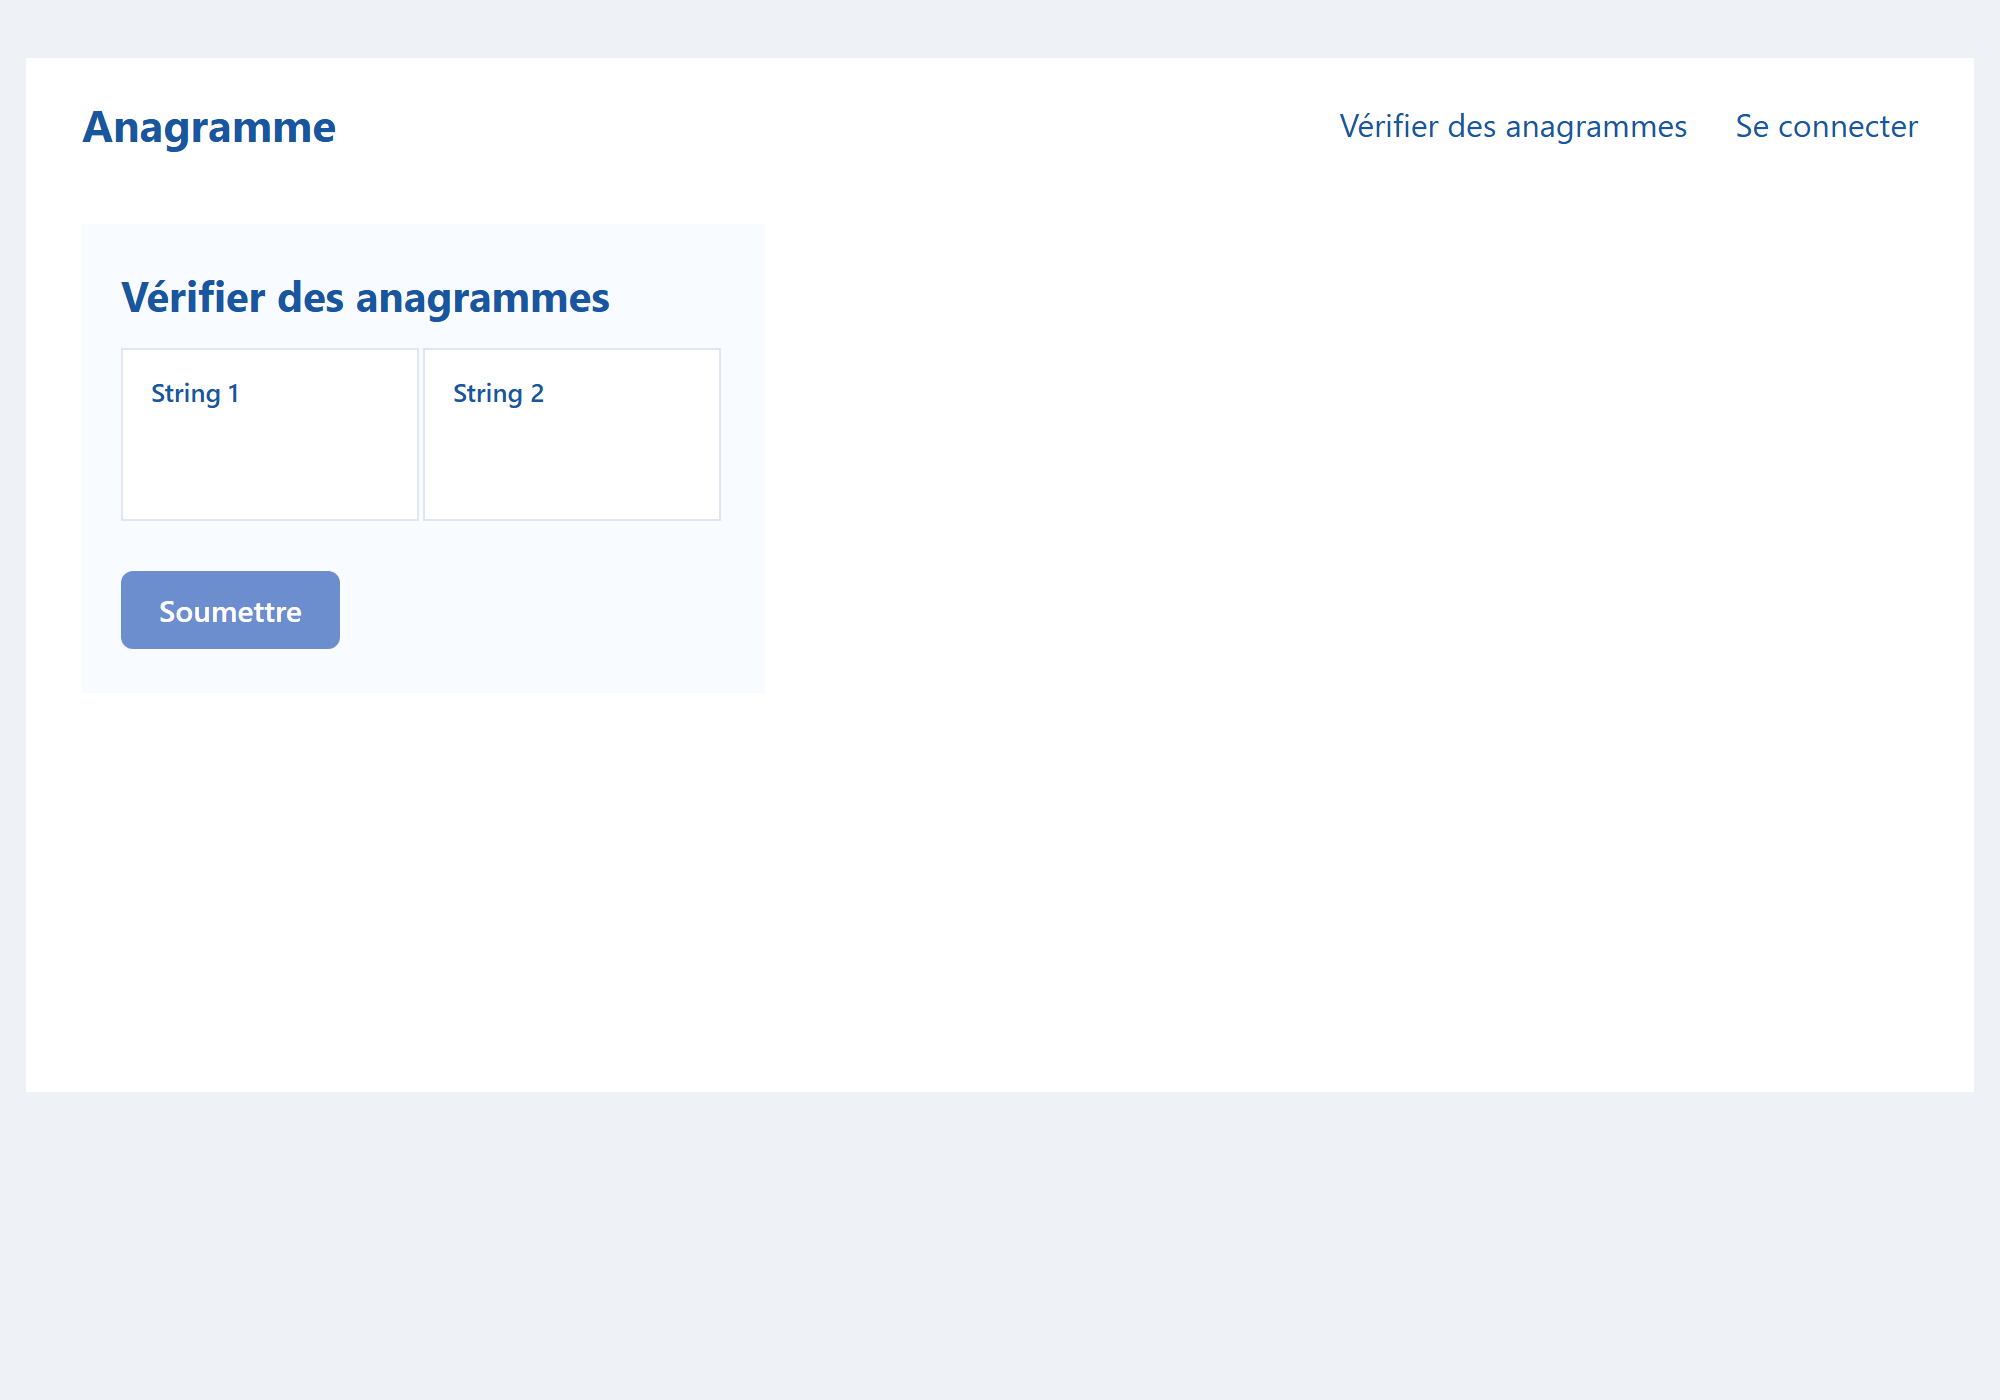 Anagramme
Vérifier des anagrammes
Se connecter
Vérifier des anagrammes
String 1
String 2
Soumettre